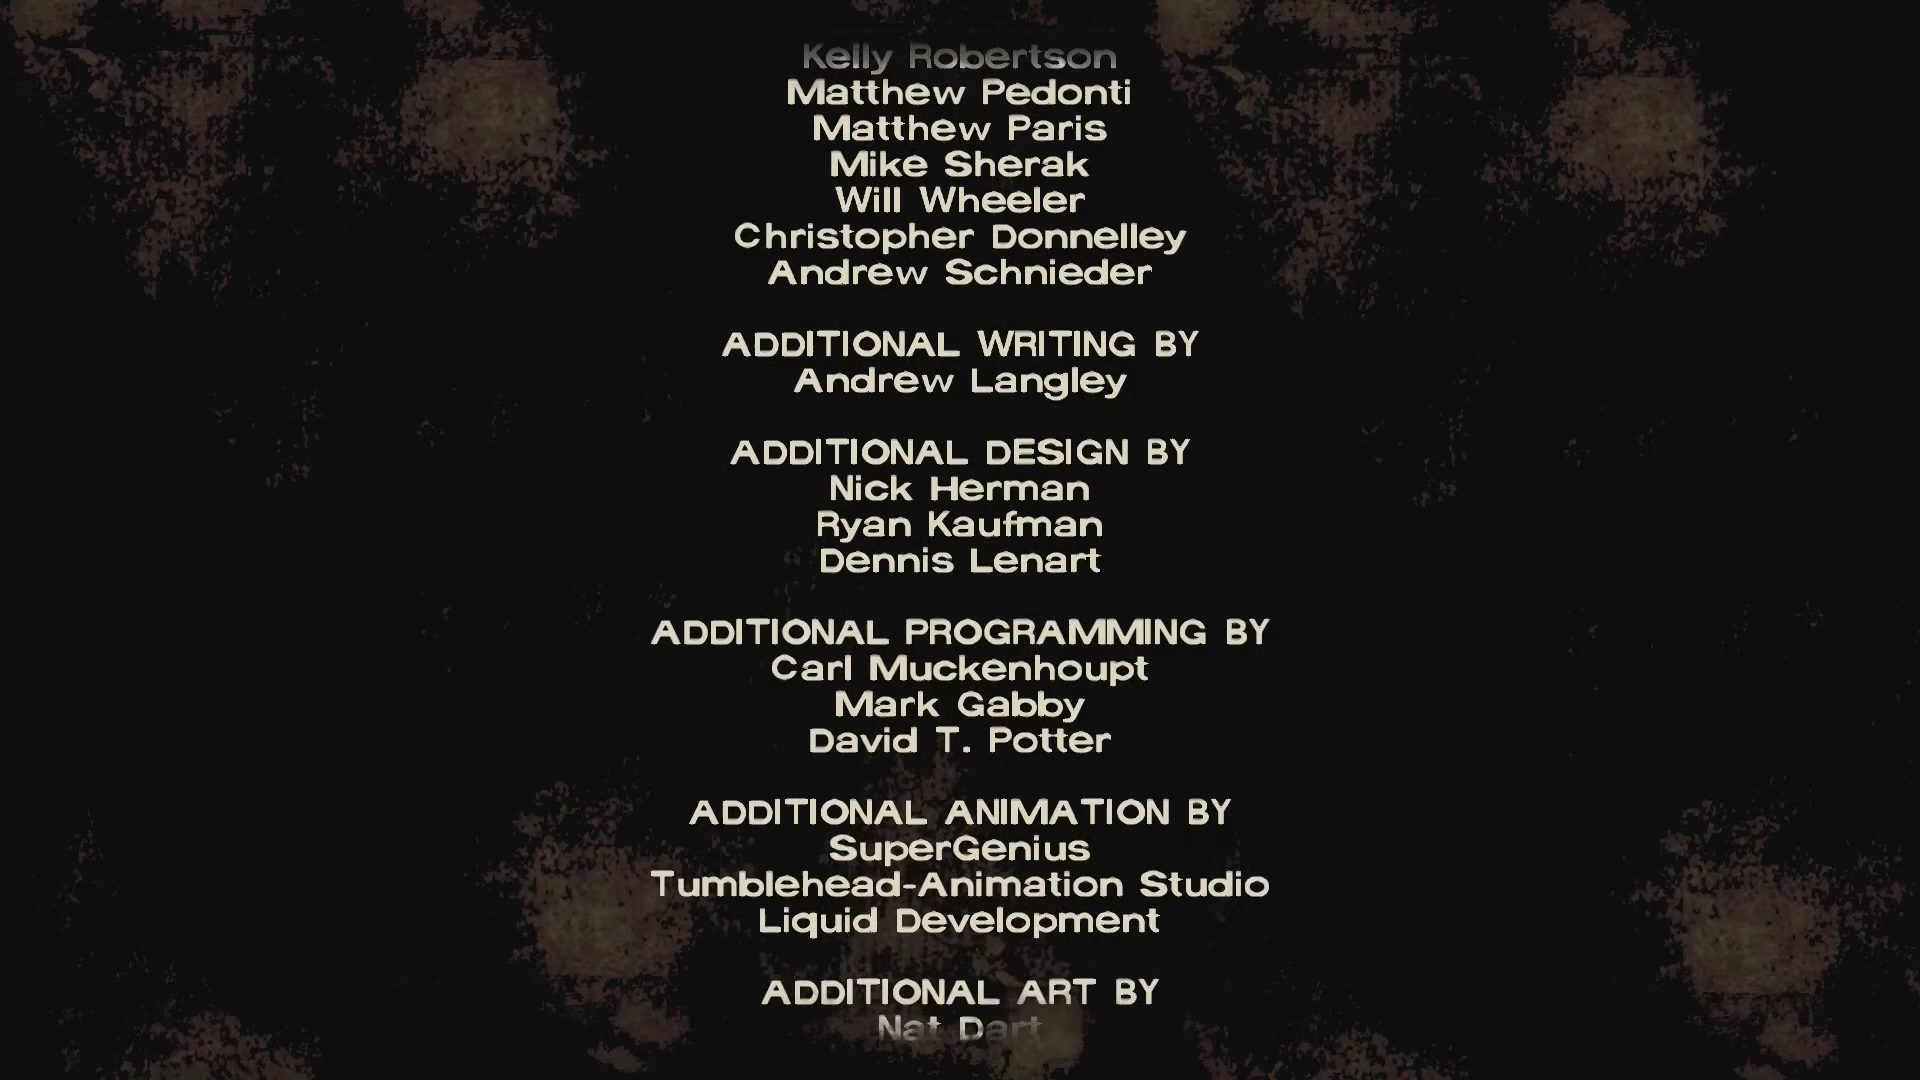 Kelly Robertson
Matthew Pedonti
Matthew Paris
Mike Sherak
Will Wheeler
Christopher Donnelley
Andrew Schnieder
ADDITIONAL WRITING BY
Andrew Langley
ADDITIONAL DESIGN BY
Nick Herman
Ryan Kaufman
Dennis Lenart
ADDITIONAL PROGRAMMING BY
Carl Muckenhoupt
Mark Gabby
David T. Potter
ADDITIONAL ANIMATION BY
SuperGenius
Tumblehead-Animation Studio
Liquid Development
ADDITIONAL ART BY
Nat Dart